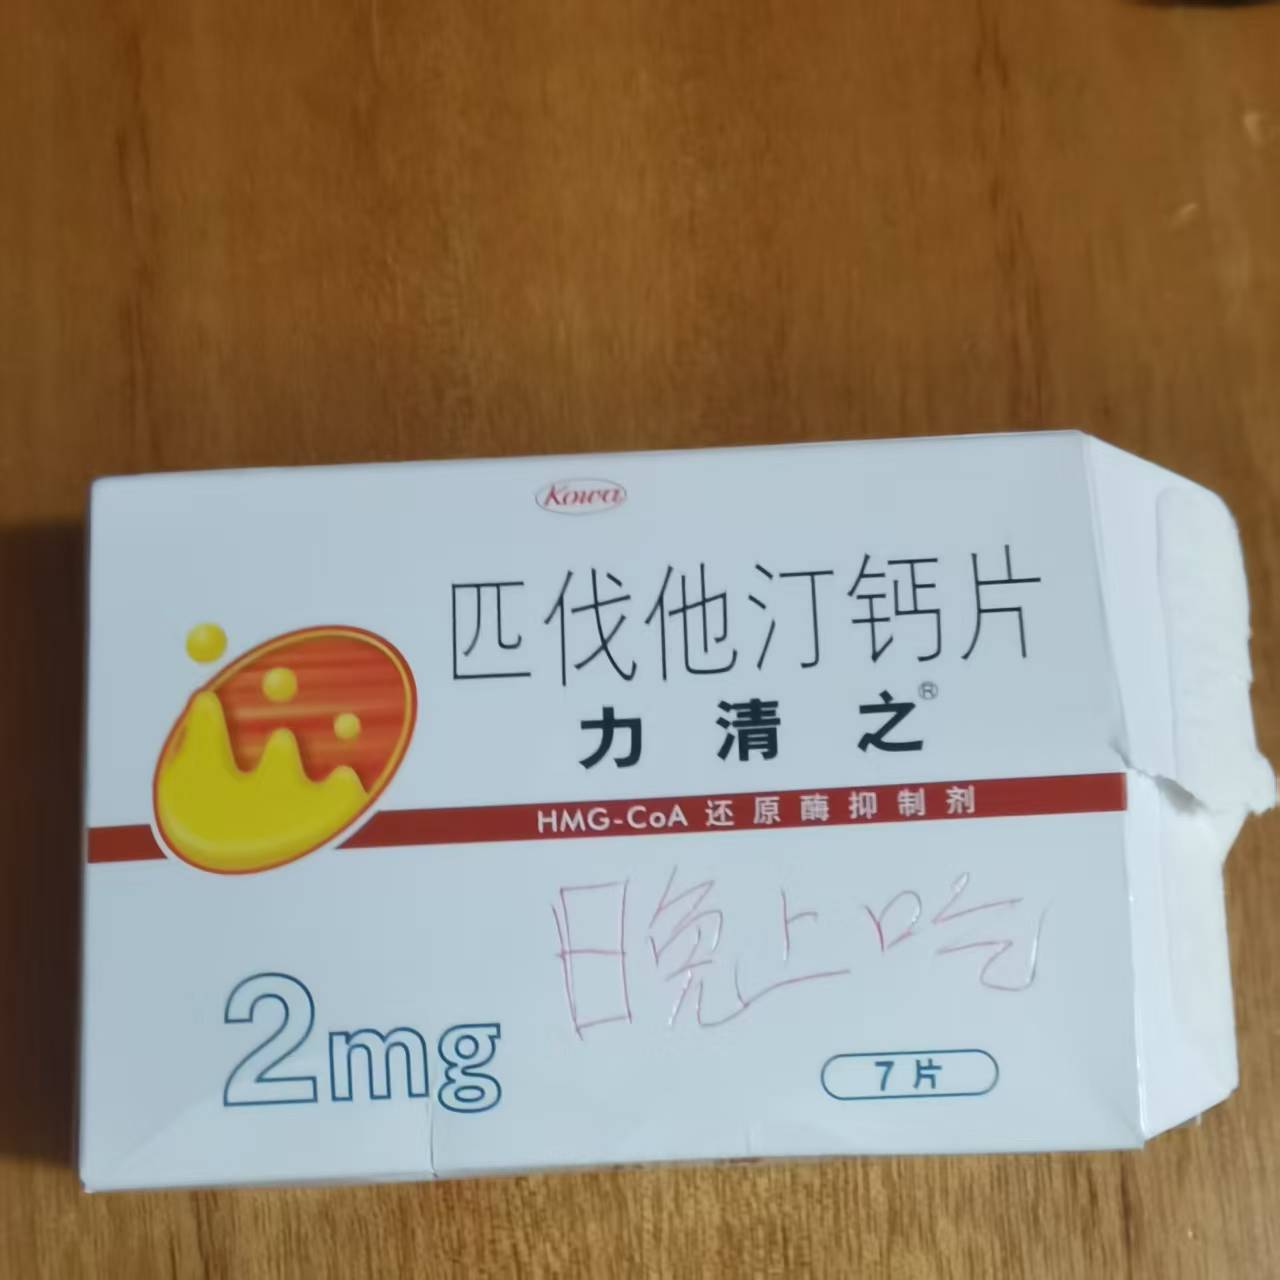 Kowa
匹伐他汀钙片
力清之®
HMG-CoA 还原酶抑制剂
晚上吃
2mg
7片